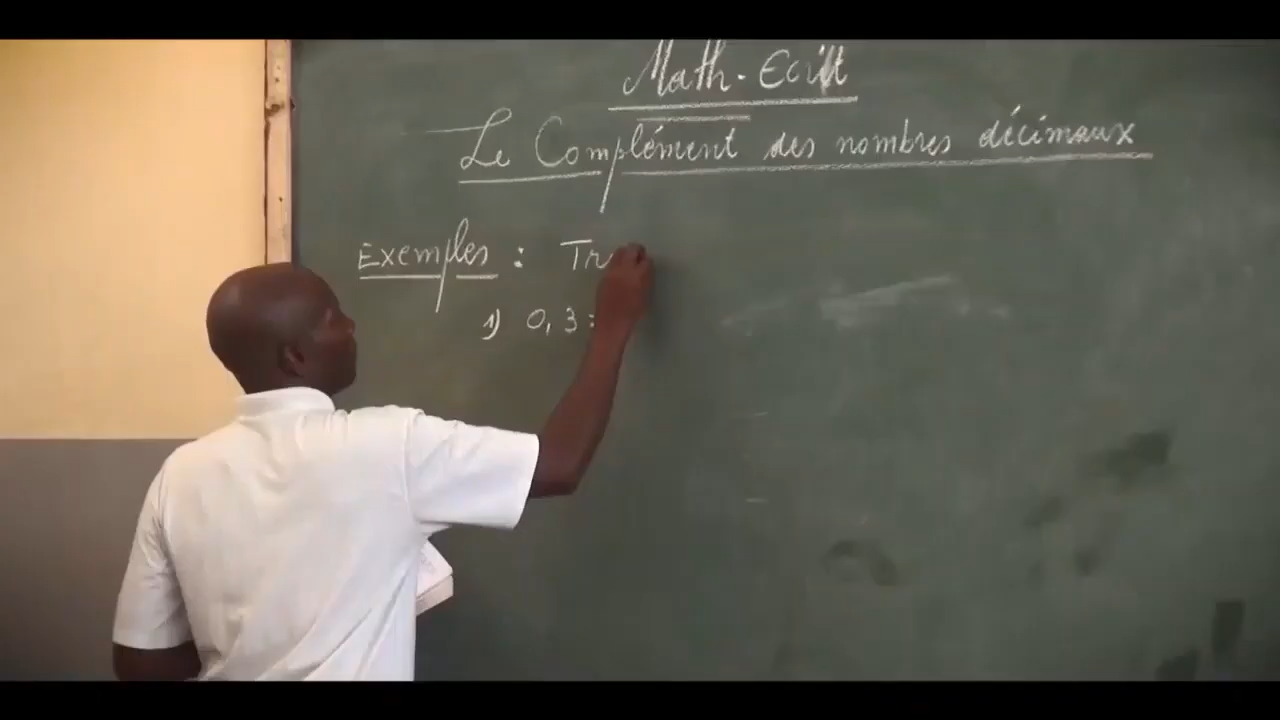 Math-Ecrit
Le Complément des nombres décimaux
Exemples : Tr
1) 0,3 =